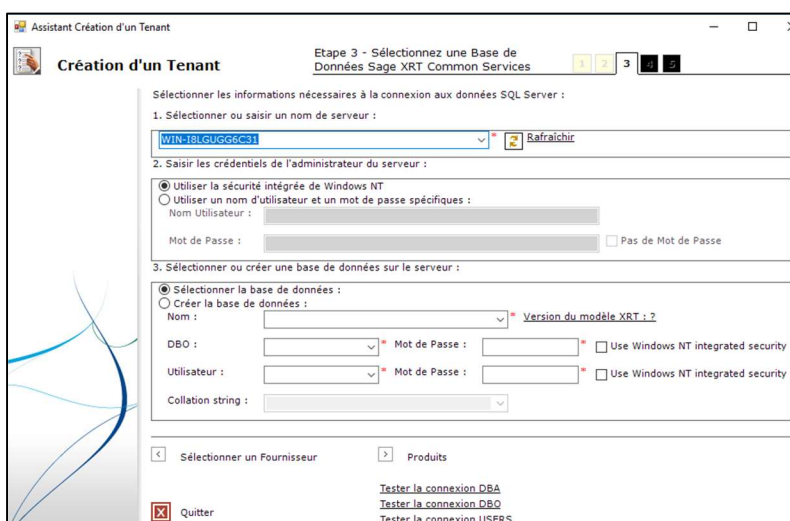 Assistant Création d'un Tenant
Création d'un Tenant
Etape 3 - Sélectionnez une Base de
Données Sage XRT Common Services
1 2 3 4 5
Sélectionner les informations nécessaires à la connexion aux données SQL Server :
1. Sélectionner ou saisir un nom de serveur :
WIN-I8LGUGG6C31 * Rafraîchir
2. Saisir les crédentiels de l'administrateur du serveur :
Utiliser la sécurité intégrée de Windows NT
Utiliser un nom d'utilisateur et un mot de passe spécifiques :
Nom Utilisateur :
Mot de Passe : Pas de Mot de Passe
3. Sélectionner ou créer une base de données sur le serveur :
Sélectionner la base de données :
Créer la base de données :
Nom : * Version du modèle XRT : ?
DBO : * Mot de Passe : * Use Windows NT integrated security
Utilisateur : * Mot de Passe : * Use Windows NT integrated security
Collation string :
< Sélectionner un Fournisseur > Produits
Tester la connexion DBA
X Quitter Tester la connexion DBO
Tester la connexion USERS